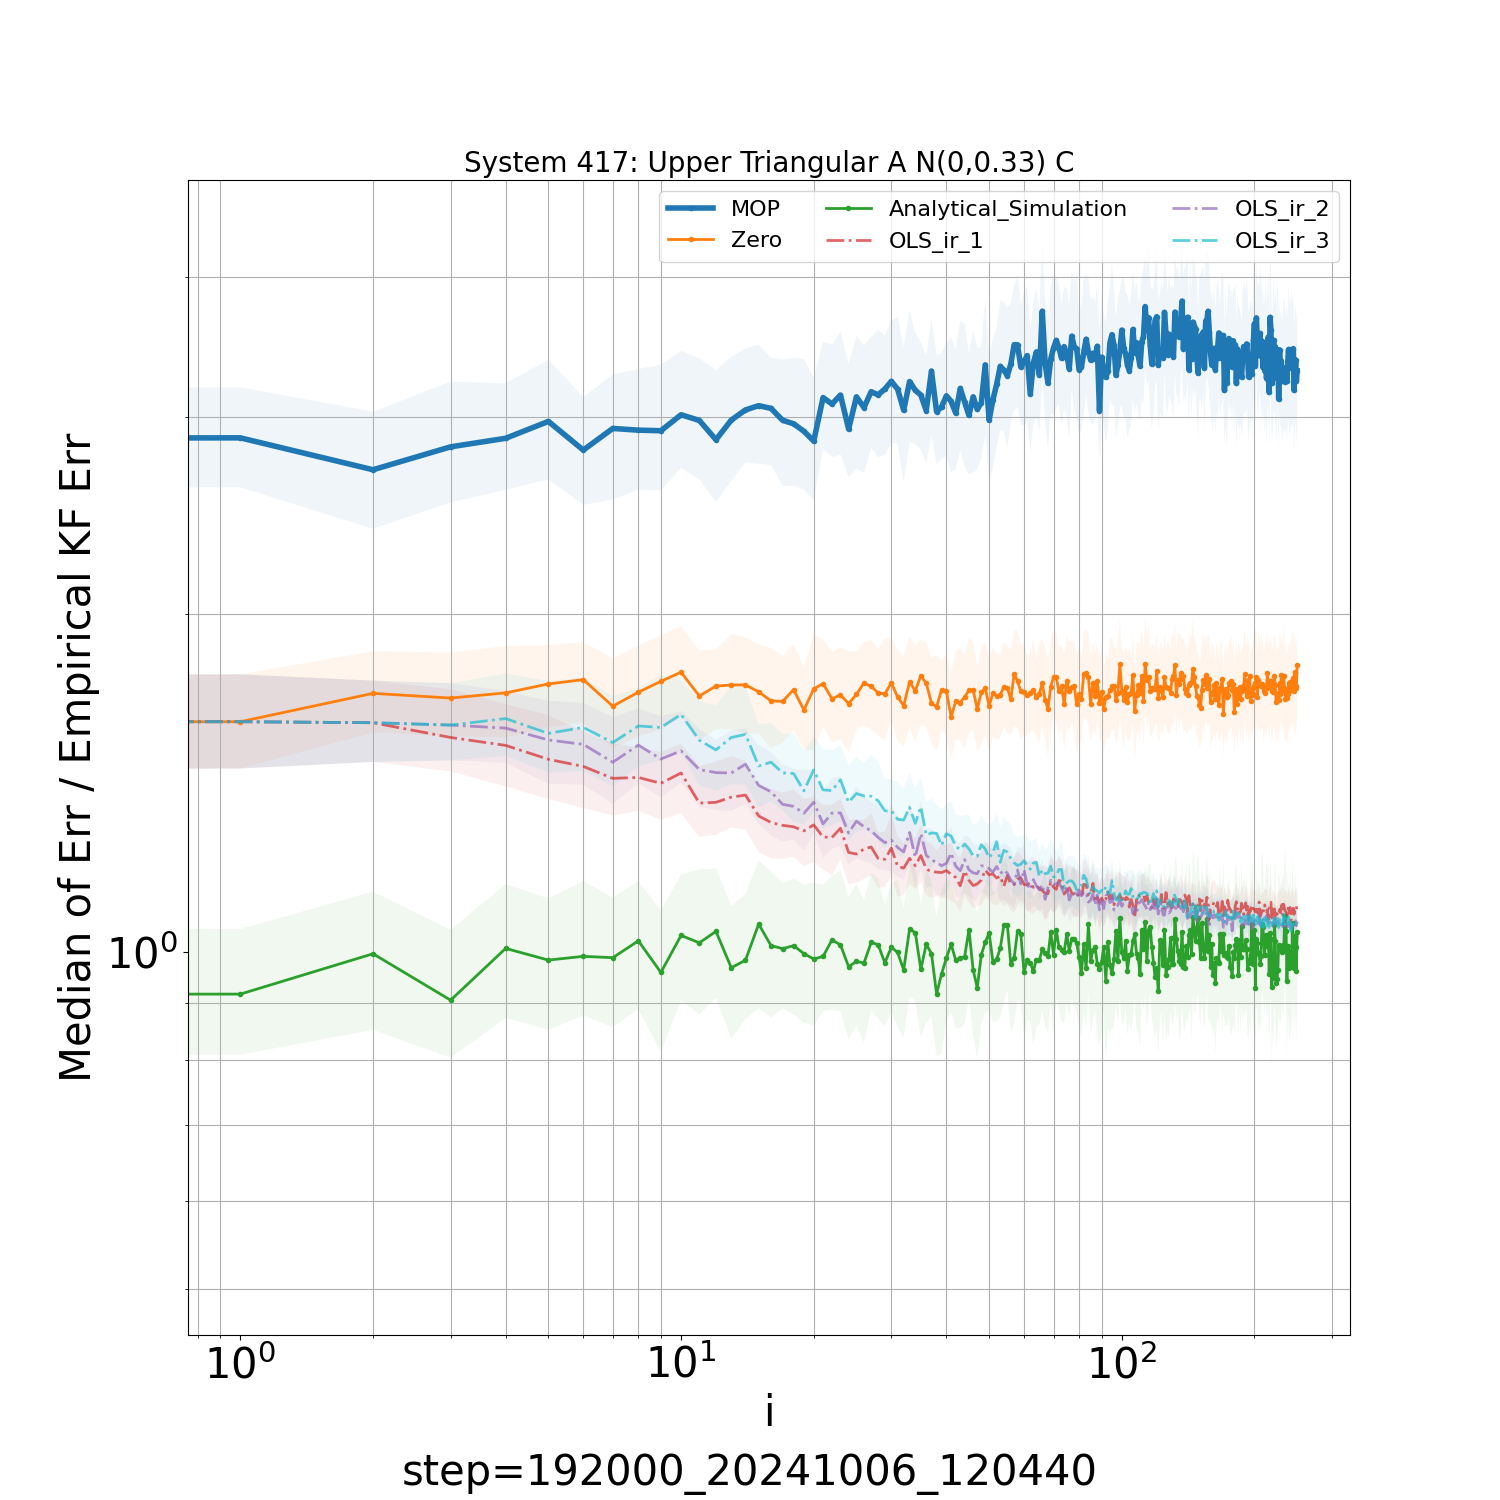 System 417: Upper Triangular A N(0,0.33) C
MOP
Zero
Analytical_Simulation
OLS_ir_1
OLS_ir_2
OLS_ir_3
Median of Err / Empirical KF Err
10⁰
10⁰ 10¹ 10²
i
step=192000_20241006_120440